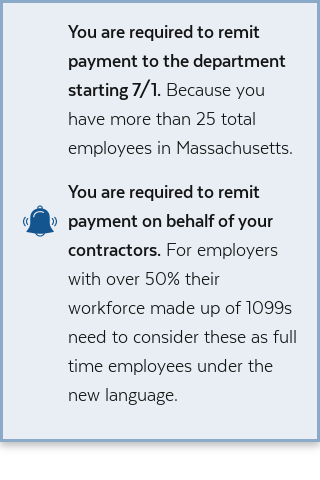 You are required to remit
payment to the department
starting 7/1. Because you
have more than 25 total
employees in Massachusetts.
You are required to remit
payment on behalf of your
contractors. For employers
with over 50% their
workforce made up of 1099s
need to consider these as full
time employees under the
new language.